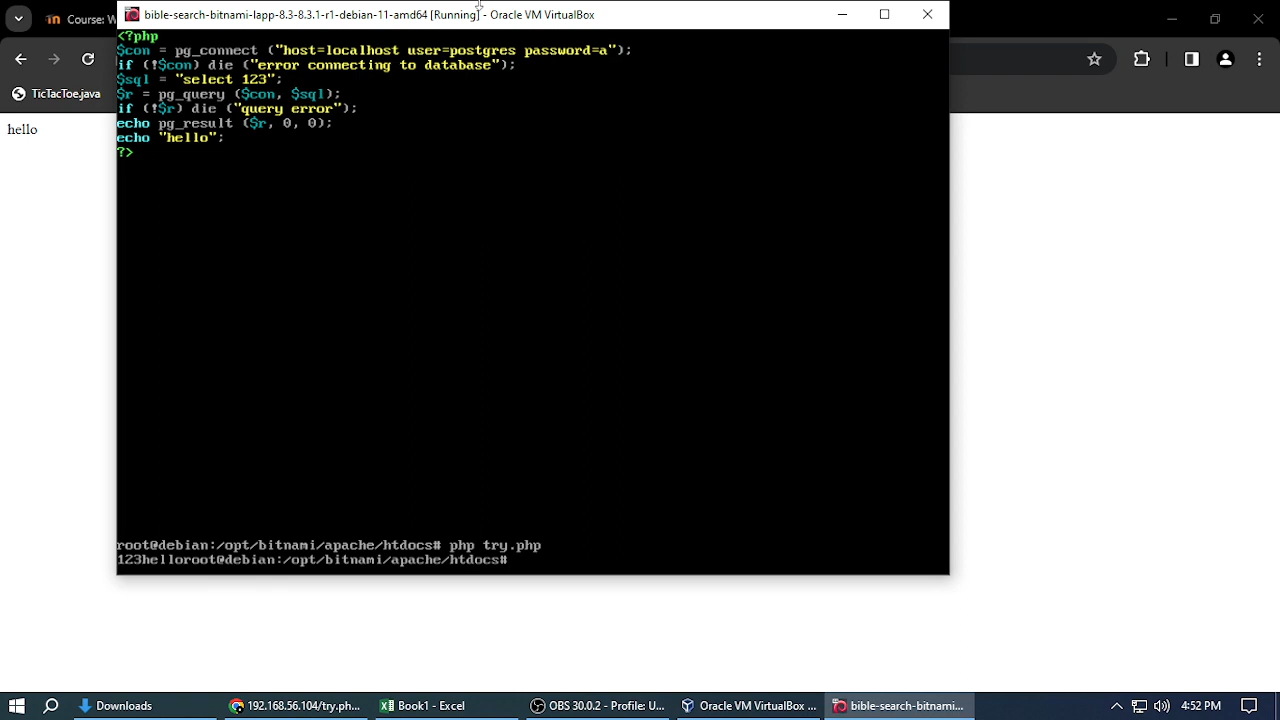 Course W
bible-search-bitnami-lapp-8.3-8.3.1-r1-debian-11-amd64 [Running] - Oracle VM VirtualBox
TicTacToe.java
hello
<?php
$con = pg_connect ("host=localhost user=postgres password=a");
if (!$con) die ("error connecting to database");
$sql = "select 123";
$r = pg_query ($con, $sql);
if (!$r) die ("query error");
echo pg_result ($r, 0, 0);
echo "hello";
?>
root@debian:/opt/bitnami/apache/htdocs# php try.php
123helloroot@debian:/opt/bitnami/apache/htdocs#
Downloads
192.168.56.104/try.ph...
Book1 - Excel
OBS 30.0.2 - Profile: U...
Oracle VM VirtualBox ...
bible-search-bitnami...
4:52 PM